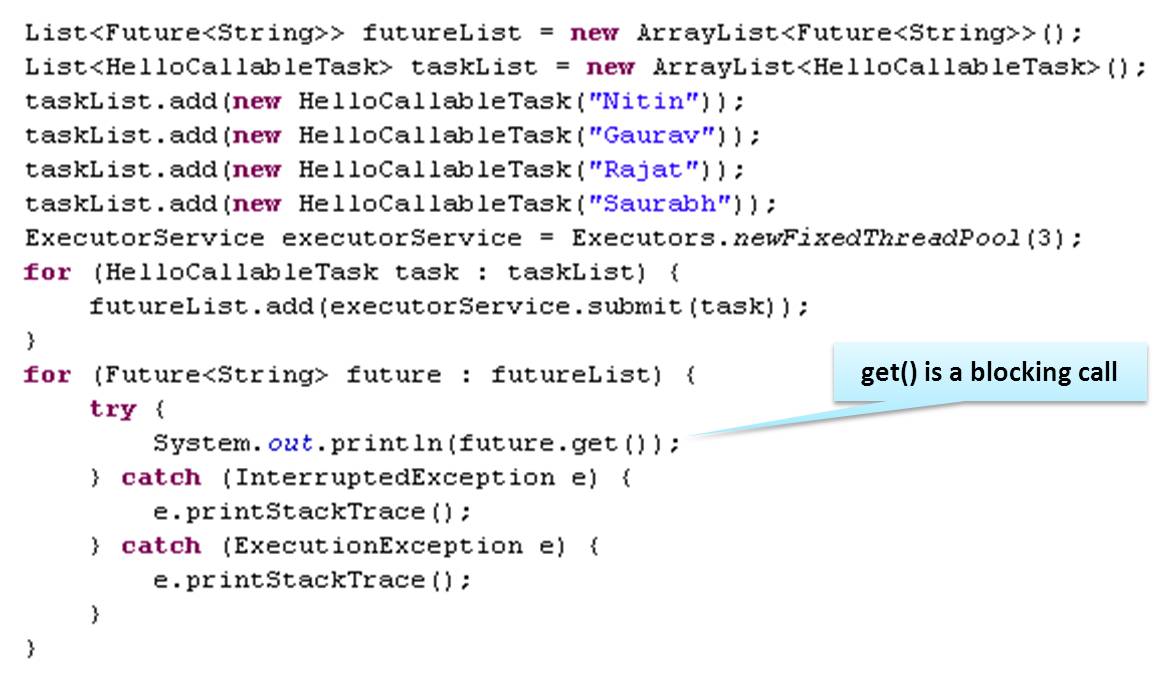 List<Future<String>> futureList = new ArrayList<Future<String>>();
List<HelloCallableTask> taskList = new ArrayList<HelloCallableTask>();
taskList.add(new HelloCallableTask("Nitin"));
taskList.add(new HelloCallableTask("Gaurav"));
taskList.add(new HelloCallableTask("Rajat"));
taskList.add(new HelloCallableTask("Saurabh"));
ExecutorService executorService = Executors.newFixedThreadPool(3);
for (HelloCallableTask task : taskList) {
    futureList.add(executorService.submit(task));
}
for (Future<String> future : futureList) {
get() is a blocking call
    try {
        System.out.println(future.get());
    } catch (InterruptedException e) {
        e.printStackTrace();
    } catch (ExecutionException e) {
        e.printStackTrace();
    }
}